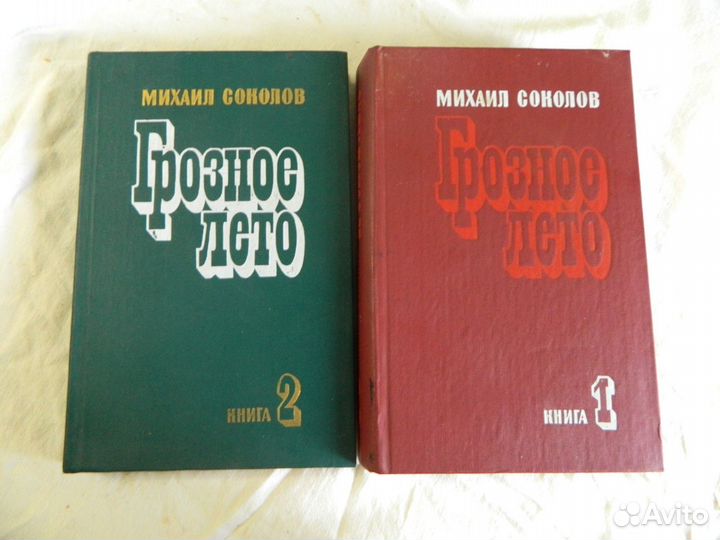 МИХАИЛ СОКОЛОВ
Грозное
лето
КНИГА 2
МИХАИЛ СОКОЛОВ
Грозное
лето
КНИГА 1
Avito